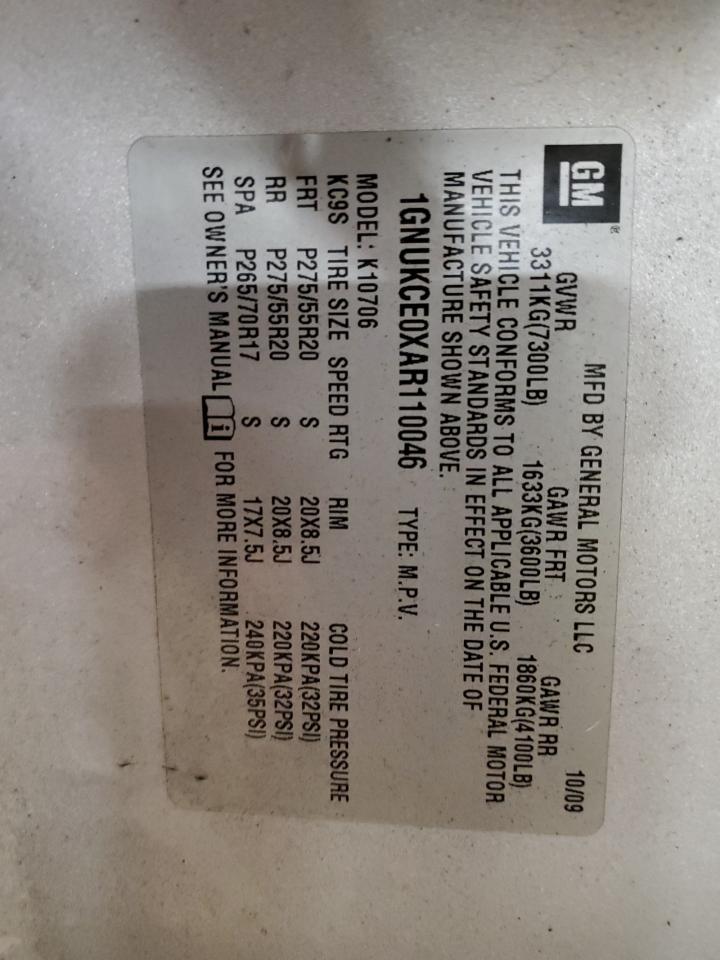 GM®
MFD BY GENERAL MOTORS LLC 10/09
GVWR GAWR FRT GAWR RR
3311KG(7300LB) 1633KG(3600LB) 1860KG(4100LB)
THIS VEHICLE CONFORMS TO ALL APPLICABLE U.S. FEDERAL MOTOR
VEHICLE SAFETY STANDARDS IN EFFECT ON THE DATE OF
MANUFACTURE SHOWN ABOVE.
1GNUKCE0XAR110046 TYPE: M.P.V.
MODEL: K10706
KC9S TIRE SIZE SPEED RTG RIM COLD TIRE PRESSURE
FRT P275/55R20 S 20X8.5J 220KPA(32PSI)
RR P275/55R20 S 20X8.5J 220KPA(32PSI)
SPA P265/70R17 S 17X7.5J 240KPA(35PSI)
SEE OWNER'S MANUAL i FOR MORE INFORMATION.